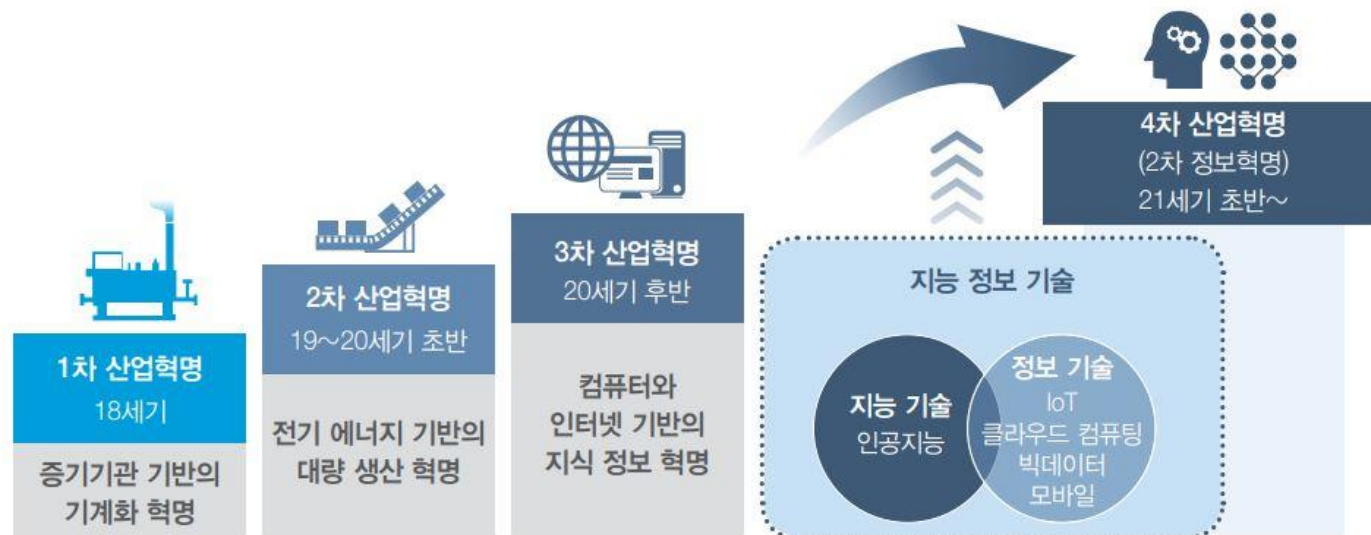 1차 산업혁명
18세기
증기기관 기반의
기계화 혁명
2차 산업혁명
19~20세기 초반
전기 에너지 기반의
대량 생산 혁명
3차 산업혁명
20세기 후반
컴퓨터와
인터넷 기반의
지식 정보 혁명
지능 정보 기술
지능 기술
인공지능
정보 기술
IoT
클라우드 컴퓨팅
빅데이터
모바일
4차 산업혁명
(2차 정보혁명)
21세기 초반~